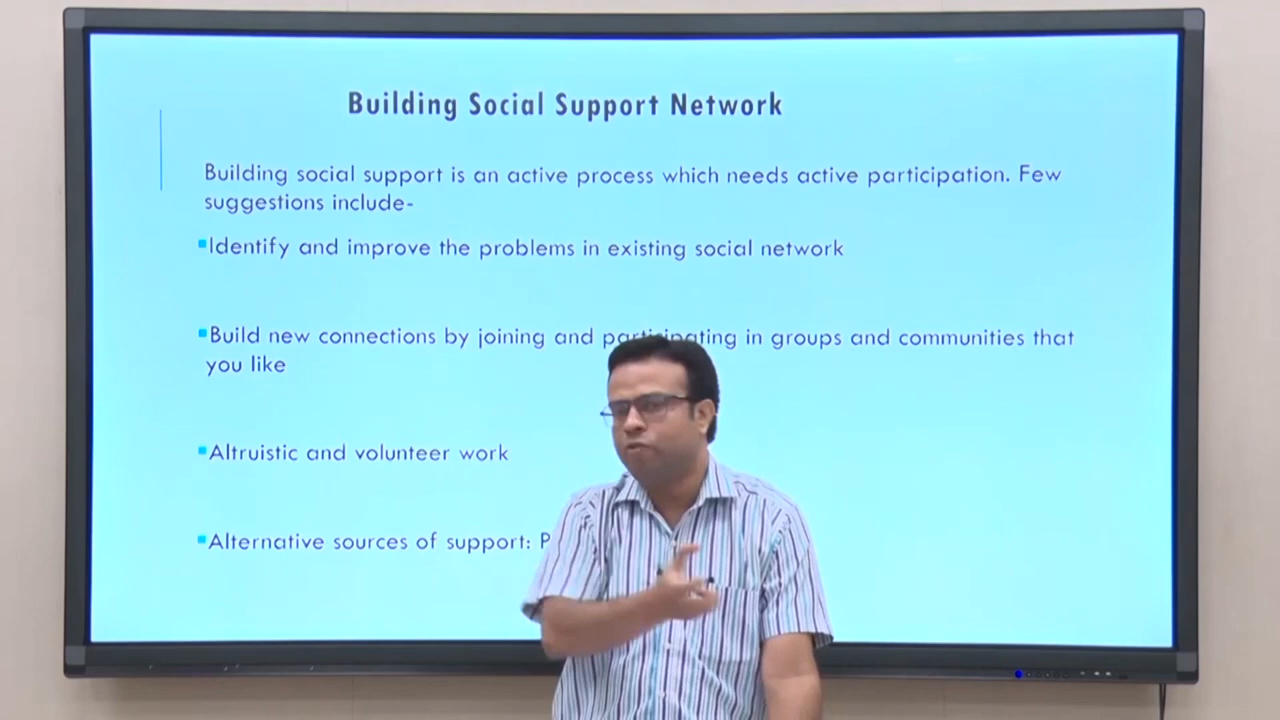 Building Social Support Network
Building social support is an active process which needs active participation. Few
suggestions include-
▪Identify and improve the problems in existing social network
▪Build new connections by joining and participating in groups and communities that
you like
▪Altruistic and volunteer work
▪Alternative sources of support: